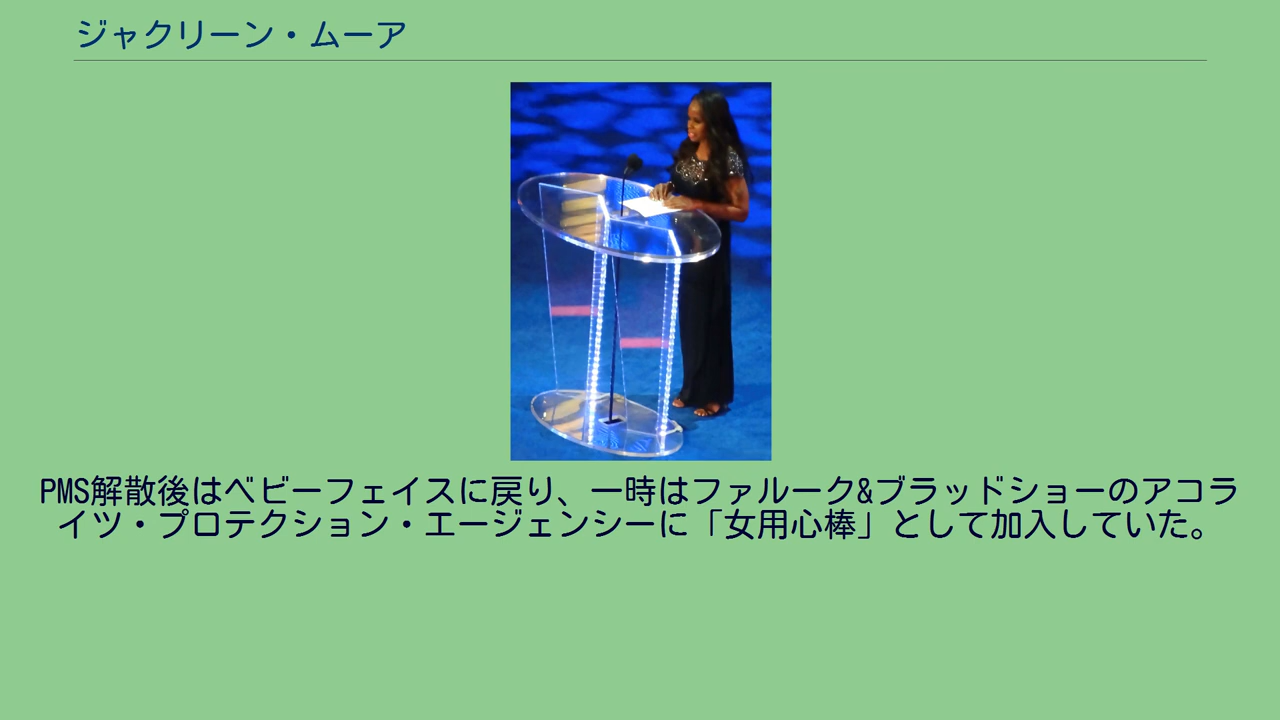 ジャクリーン・ムーア
PMS解散後はベビーフェイスに戻り、一時はファルーク&ブラッドショーのアコラ
イツ・プロテクション・エージェンシーに「女用心棒」として加入していた。